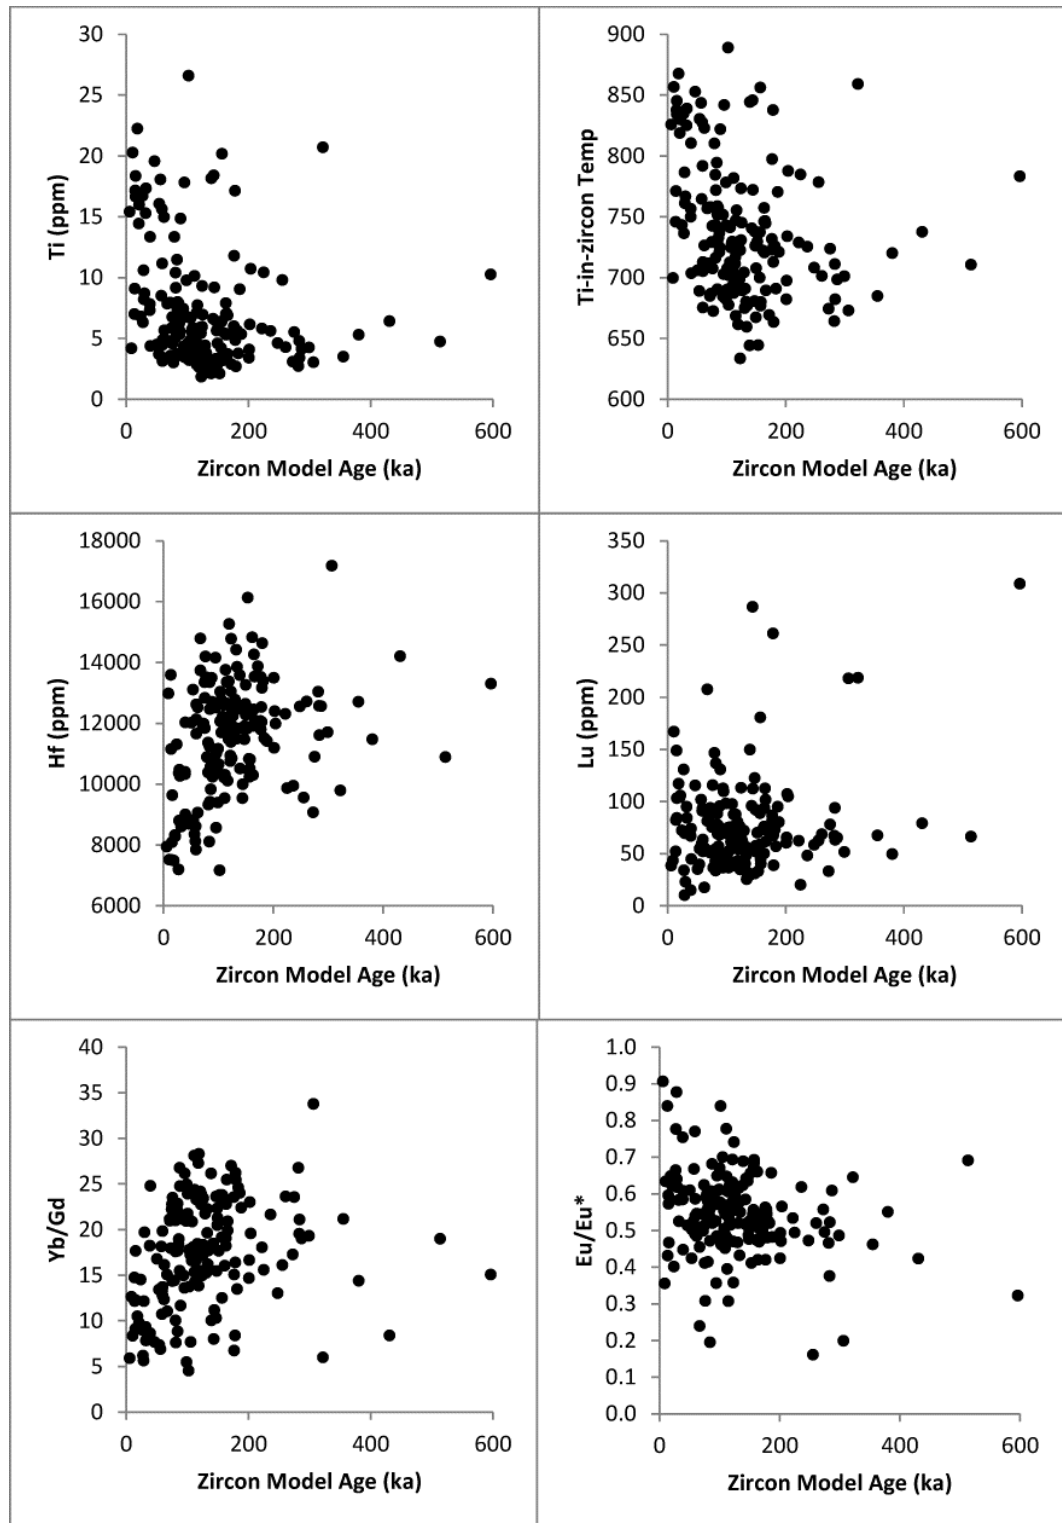 30
25
20
15
10
5
0
Ti (ppm)
0 200 400 600
Zircon Model Age (ka)
900
850
800
750
700
650
600
Ti-in-zircon Temp
0 200 400 600
Zircon Model Age (ka)
18000
16000
14000
12000
10000
8000
6000
Hf (ppm)
0 200 400 600
Zircon Model Age (ka)
350
300
250
200
150
100
50
0
Lu (ppm)
0 200 400 600
Zircon Model Age (ka)
40
35
30
25
20
15
10
5
0
Yb/Gd
0 200 400 600
Zircon Model Age (ka)
1.0
0.9
0.8
0.7
0.6
0.5
0.4
0.3
0.2
0.1
0.0
Eu/Eu*
0 200 400 600
Zircon Model Age (ka)